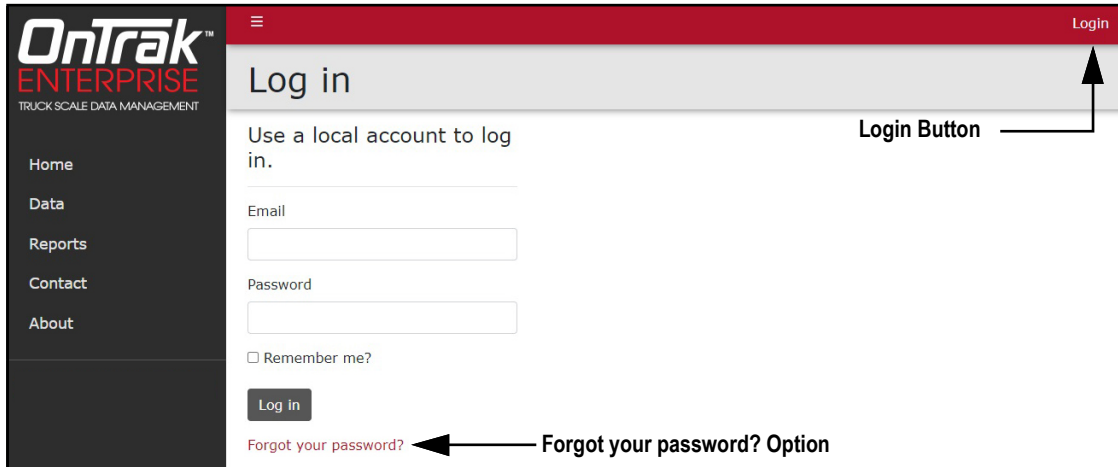 OnTrak™
ENTERPRISE
TRUCK SCALE DATA MANAGEMENT
Home
Data
Reports
Contact
About
☰
Login
Log in
Login Button
Use a local account to log
in.
Email
Password
Remember me?
Log in
Forgot your password?
Forgot your password? Option